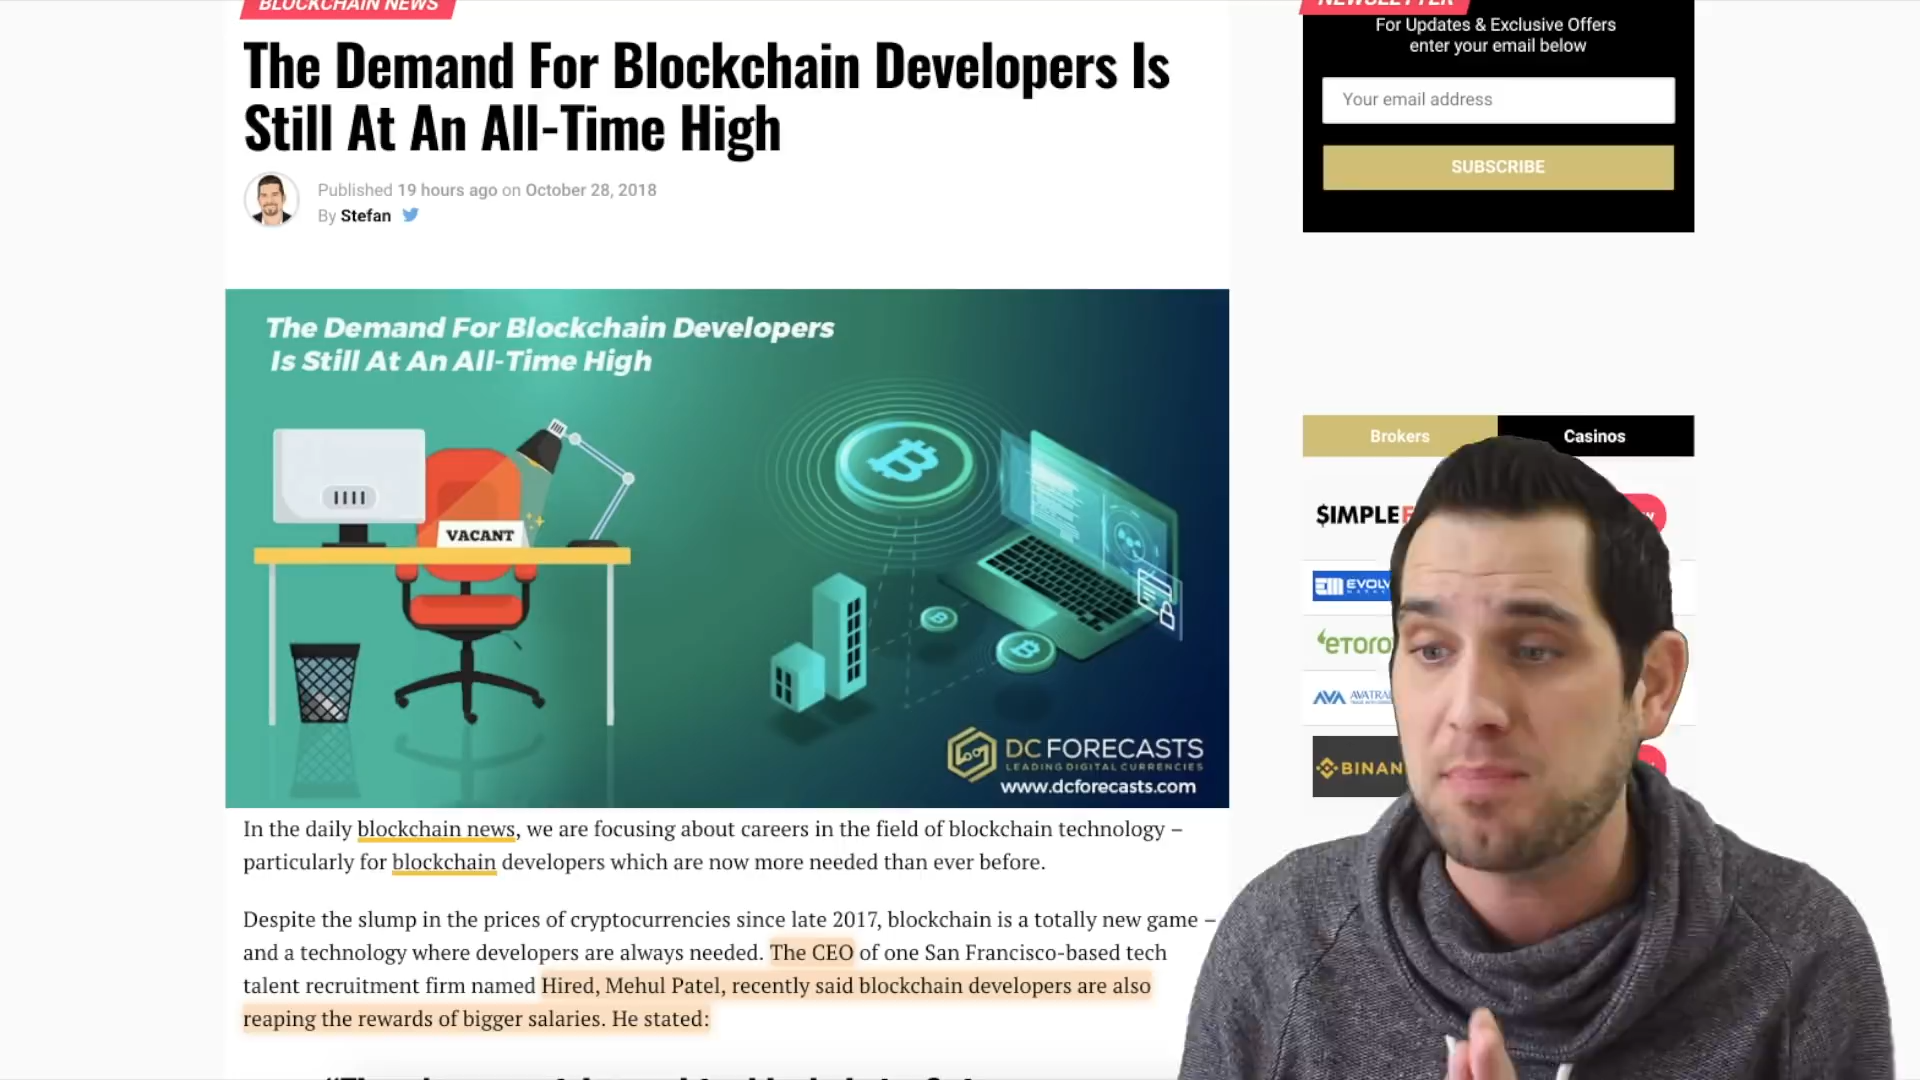 BLOCKCHAIN NEWS
The Demand For Blockchain Developers Is
Still At An All-Time High
Published 19 hours ago on October 28, 2018
By Stefan
The Demand For Blockchain Developers
Is Still At An All-Time High
VACANT
DC FORECASTS
LEADING DIGITAL CURRENCIES
www.dcforecasts.com
In the daily blockchain news, we are focusing about careers in the field of blockchain technology –
particularly for blockchain developers which are now more needed than ever before.
Despite the slump in the prices of cryptocurrencies since late 2017, blockchain is a totally new game –
and a technology where developers are always needed. The CEO of one San Francisco-based tech
talent recruitment firm named Hired, Mehul Patel, recently said blockchain developers are also
reaping the rewards of bigger salaries. He stated:
NEWSLETTER
For Updates & Exclusive Offers
enter your email below
Your email address
SUBSCRIBE
Brokers
Casinos
$IMPLEF
EVOLV
eToro
AVA AVATRA
BINAN